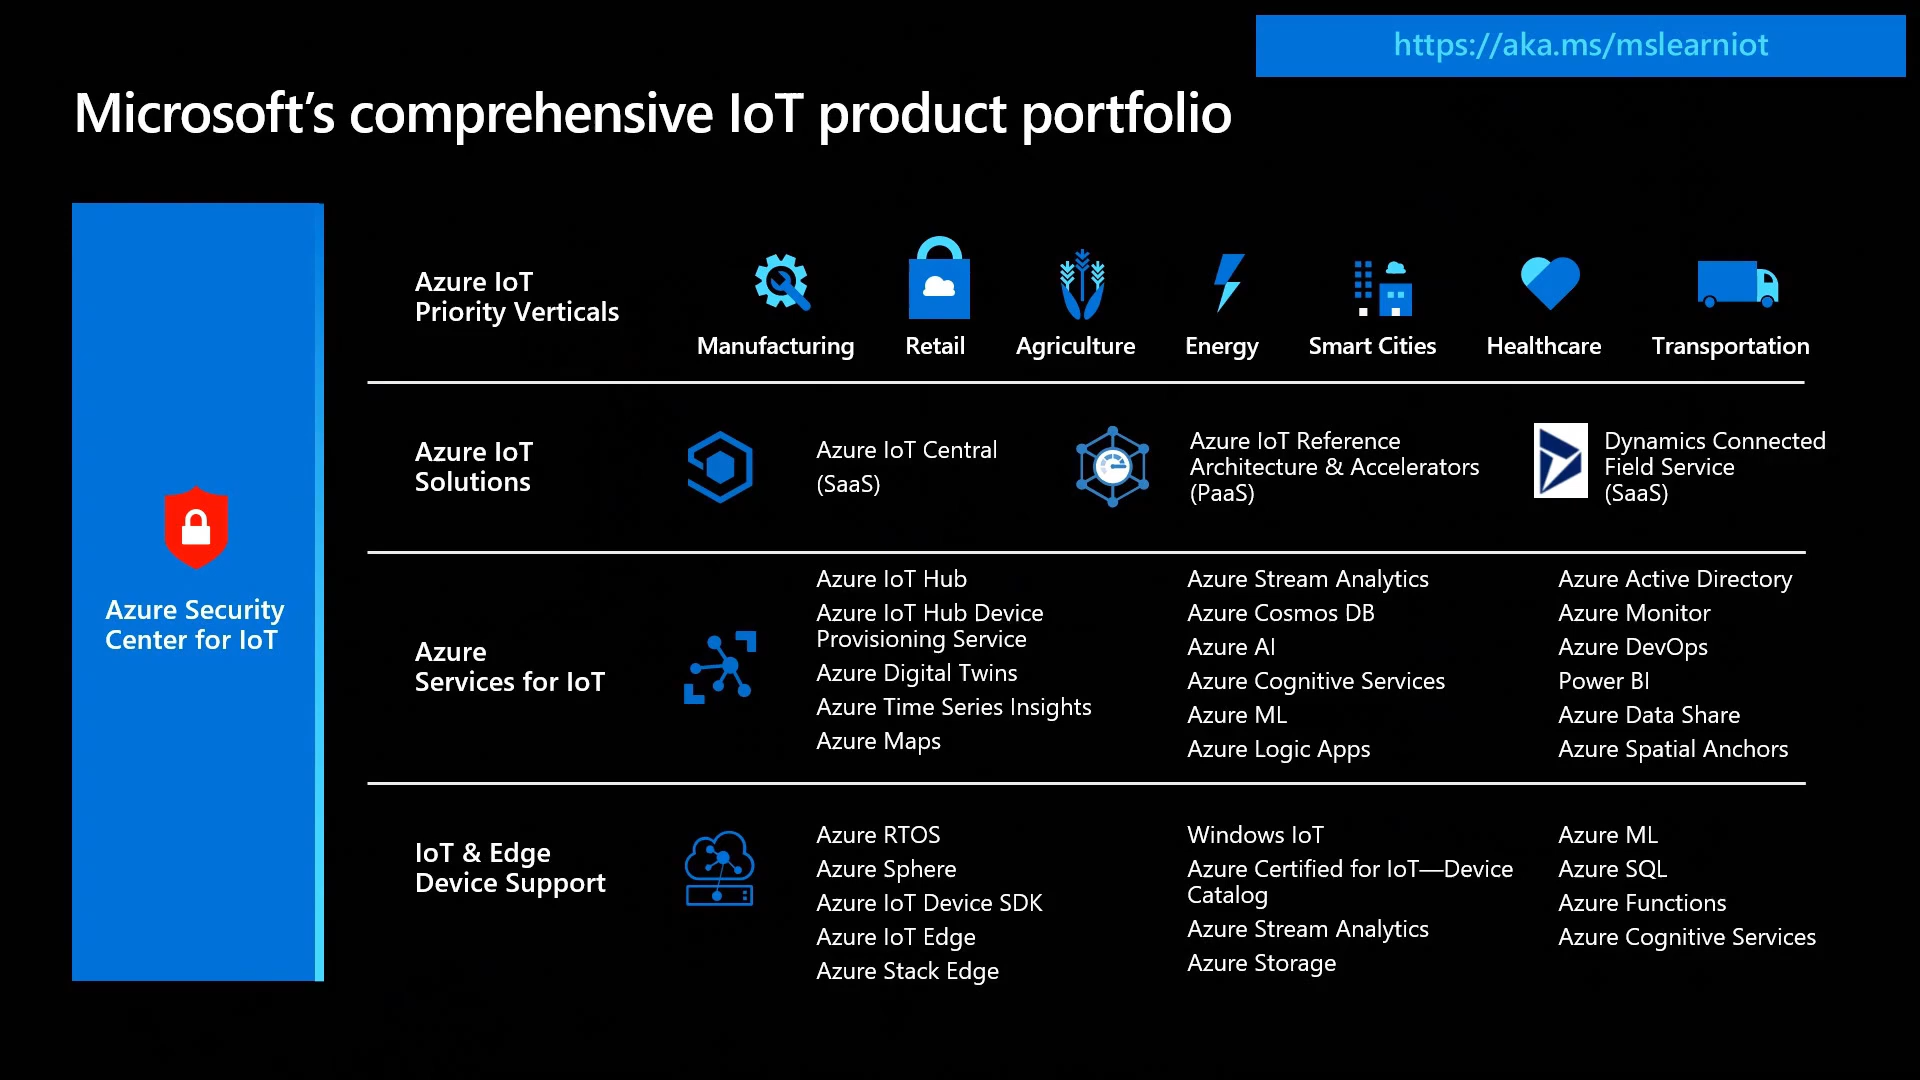 https://aka.ms/mslearniot
Microsoft’s comprehensive IoT product portfolio
Azure Security
Center for IoT
Azure IoT
Priority Verticals
Manufacturing
Retail
Agriculture
Energy
Smart Cities
Healthcare
Transportation
Azure IoT
Solutions
Azure IoT Central
(SaaS)
Azure IoT Reference
Architecture & Accelerators
(PaaS)
Dynamics Connected
Field Service
(SaaS)
Azure
Services for IoT
Azure IoT Hub
Azure IoT Hub Device
Provisioning Service
Azure Digital Twins
Azure Time Series Insights
Azure Maps
Azure Stream Analytics
Azure Cosmos DB
Azure AI
Azure Cognitive Services
Azure ML
Azure Logic Apps
Azure Active Directory
Azure Monitor
Azure DevOps
Power BI
Azure Data Share
Azure Spatial Anchors
IoT & Edge
Device Support
Azure RTOS
Azure Sphere
Azure IoT Device SDK
Azure IoT Edge
Azure Stack Edge
Windows IoT
Azure Certified for IoT—Device
Catalog
Azure Stream Analytics
Azure Storage
Azure ML
Azure SQL
Azure Functions
Azure Cognitive Services